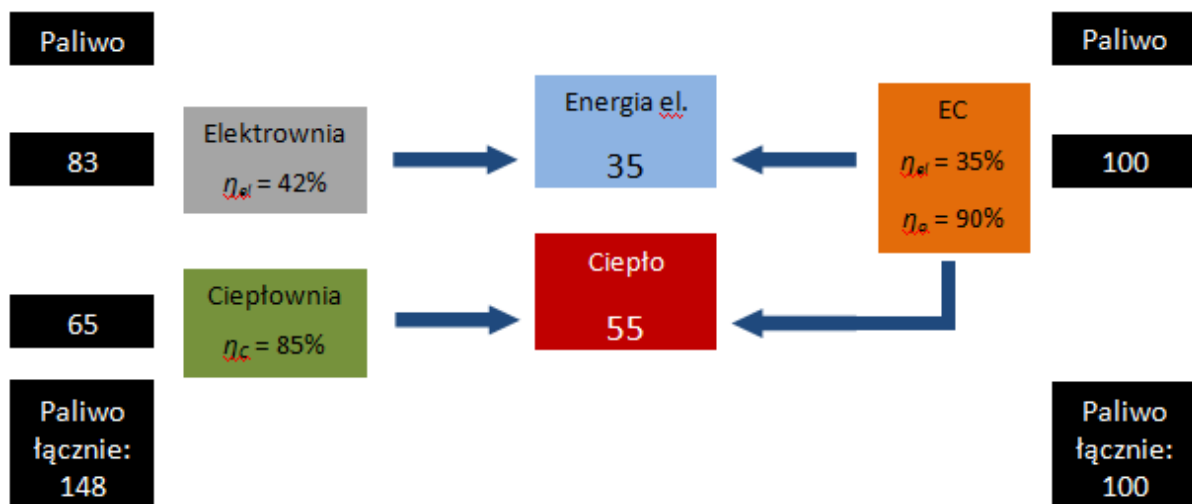 Paliwo
Paliwo
Elektrownia
ηel = 42%
Energia el.
35
EC
ηel = 35%
ηe = 90%
83
100
Ciepłownia
ηC = 85%
Ciepło
55
65
Paliwo
łącznie:
148
Paliwo
łącznie:
100